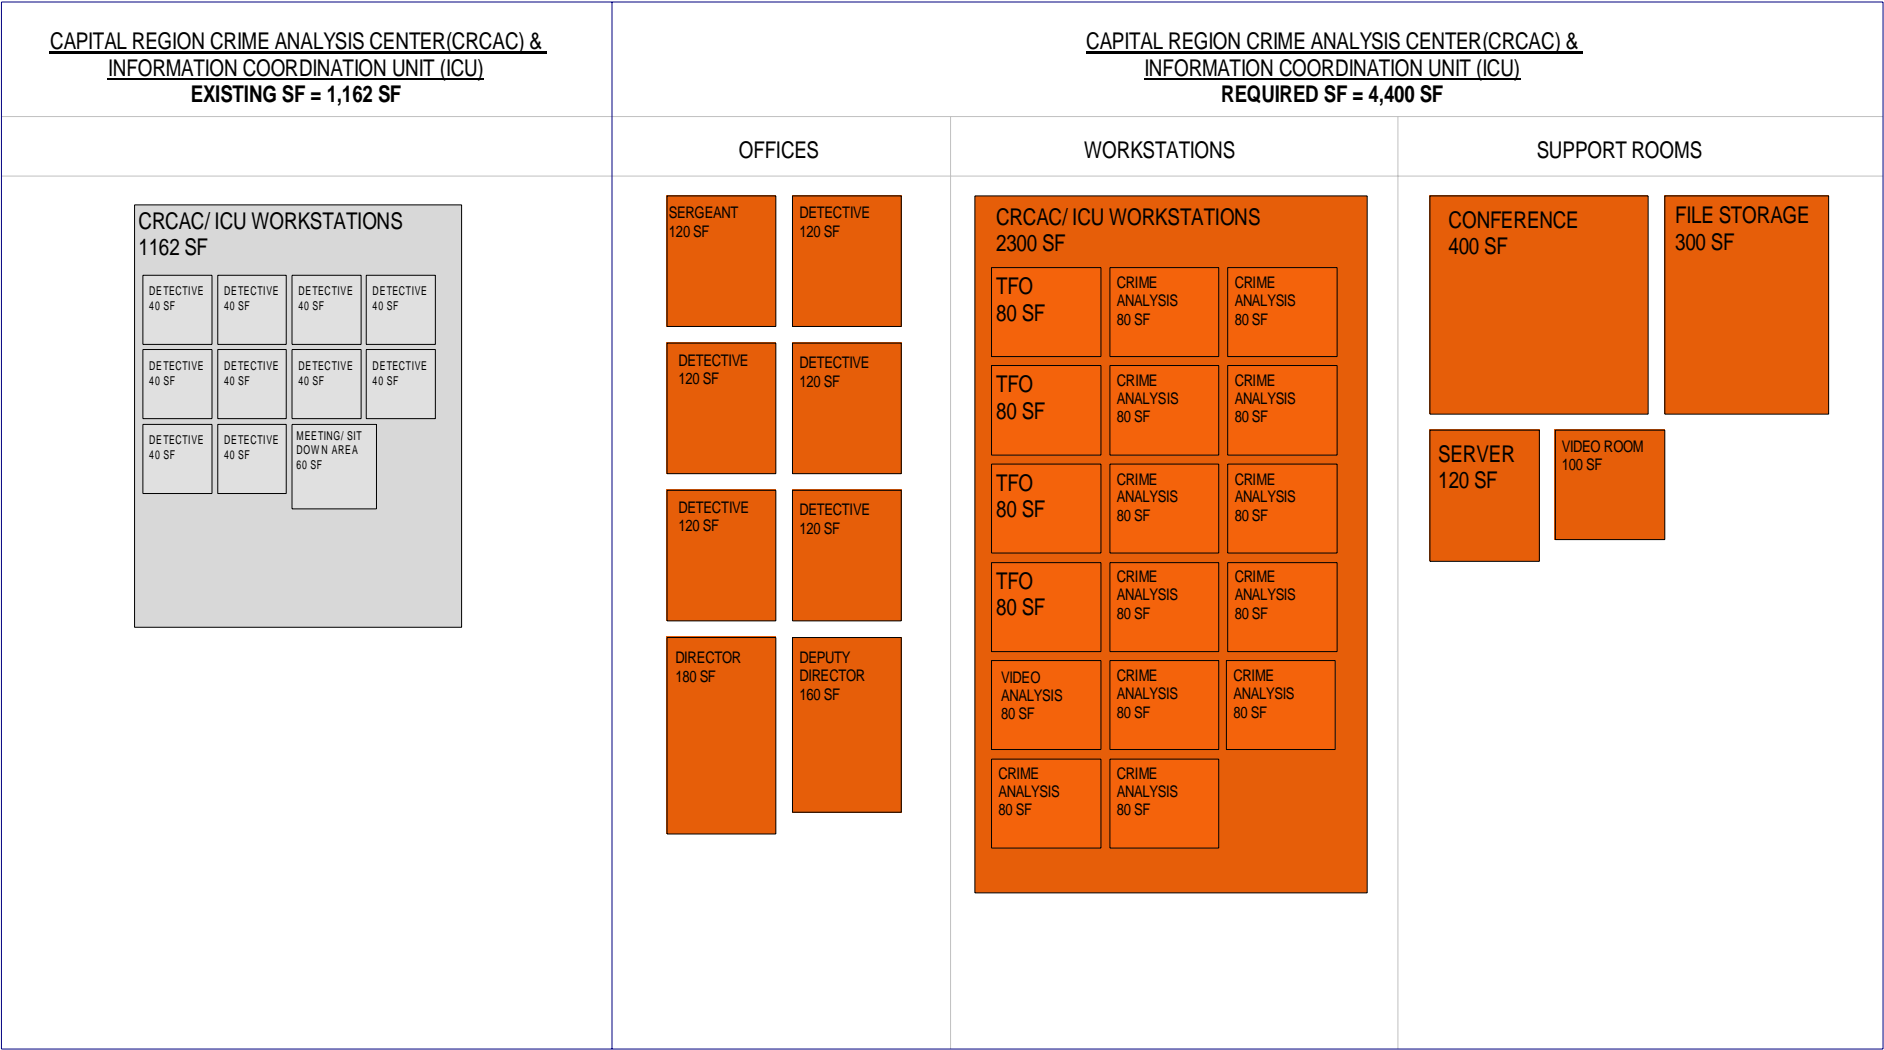 CAPITAL REGION CRIME ANALYSIS CENTER(CRCAC) &
INFORMATION COORDINATION UNIT (ICU)
EXISTING SF = 1,162 SF
CAPITAL REGION CRIME ANALYSIS CENTER(CRCAC) &
INFORMATION COORDINATION UNIT (ICU)
REQUIRED SF = 4,400 SF
OFFICES
WORKSTATIONS
SUPPORT ROOMS
CRCAC/ ICU WORKSTATIONS
1162 SF
DETECTIVE
40 SF
DETECTIVE
40 SF
DETECTIVE
40 SF
DETECTIVE
40 SF
DETECTIVE
40 SF
DETECTIVE
40 SF
DETECTIVE
40 SF
DETECTIVE
40 SF
DETECTIVE
40 SF
DETECTIVE
40 SF
MEETING/ SIT
DOWN AREA
60 SF
SERGEANT
120 SF
DETECTIVE
120 SF
DETECTIVE
120 SF
DETECTIVE
120 SF
DETECTIVE
120 SF
DETECTIVE
120 SF
DIRECTOR
180 SF
DEPUTY
DIRECTOR
160 SF
CRCAC/ ICU WORKSTATIONS
2300 SF
TFO
80 SF
CRIME
ANALYSIS
80 SF
CRIME
ANALYSIS
80 SF
TFO
80 SF
CRIME
ANALYSIS
80 SF
CRIME
ANALYSIS
80 SF
TFO
80 SF
CRIME
ANALYSIS
80 SF
CRIME
ANALYSIS
80 SF
TFO
80 SF
CRIME
ANALYSIS
80 SF
CRIME
ANALYSIS
80 SF
VIDEO
ANALYSIS
80 SF
CRIME
ANALYSIS
80 SF
CRIME
ANALYSIS
80 SF
CRIME
ANALYSIS
80 SF
CRIME
ANALYSIS
80 SF
CONFERENCE
400 SF
FILE STORAGE
300 SF
SERVER
120 SF
VIDEO ROOM
100 SF